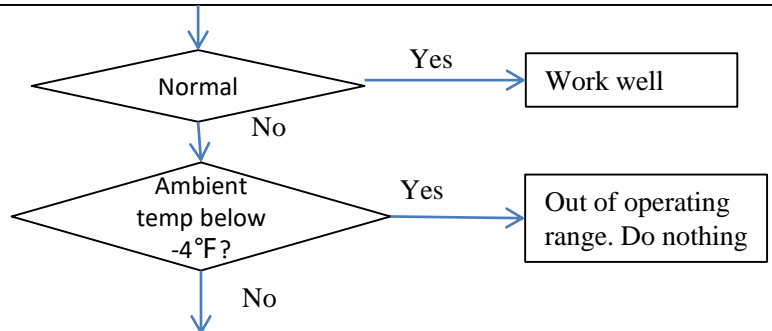 Yes
Normal
Work well
No
Ambient
temp below
-4℉?
Yes
Out of operating
range. Do nothing
No